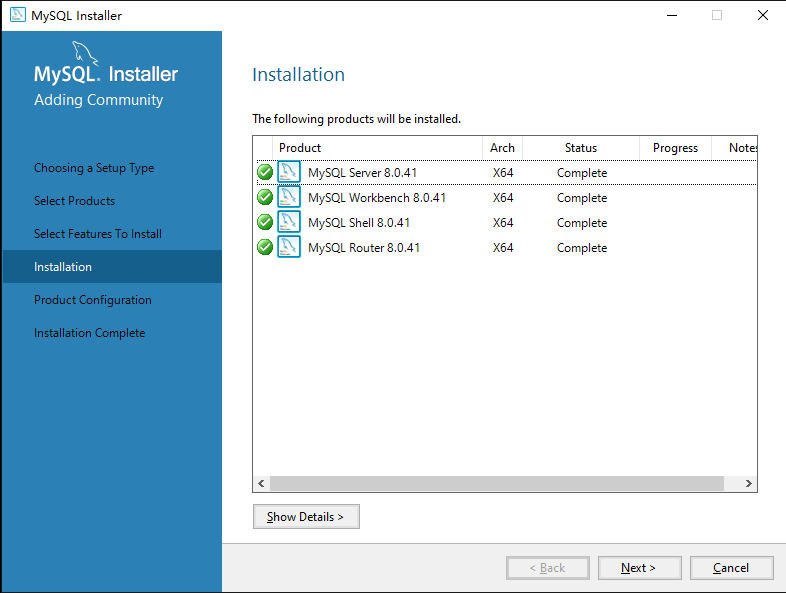 MySQL Installer
MySQL® Installer
Adding Community
Choosing a Setup Type
Select Products
Select Features To Install
Installation
Product Configuration
Installation Complete
Installation
The following products will be installed.
Product Arch Status Progress Notes
MySQL Server 8.0.41 X64 Complete
MySQL Workbench 8.0.41 X64 Complete
MySQL Shell 8.0.41 X64 Complete
MySQL Router 8.0.41 X64 Complete
Show Details >
< Back Next > Cancel